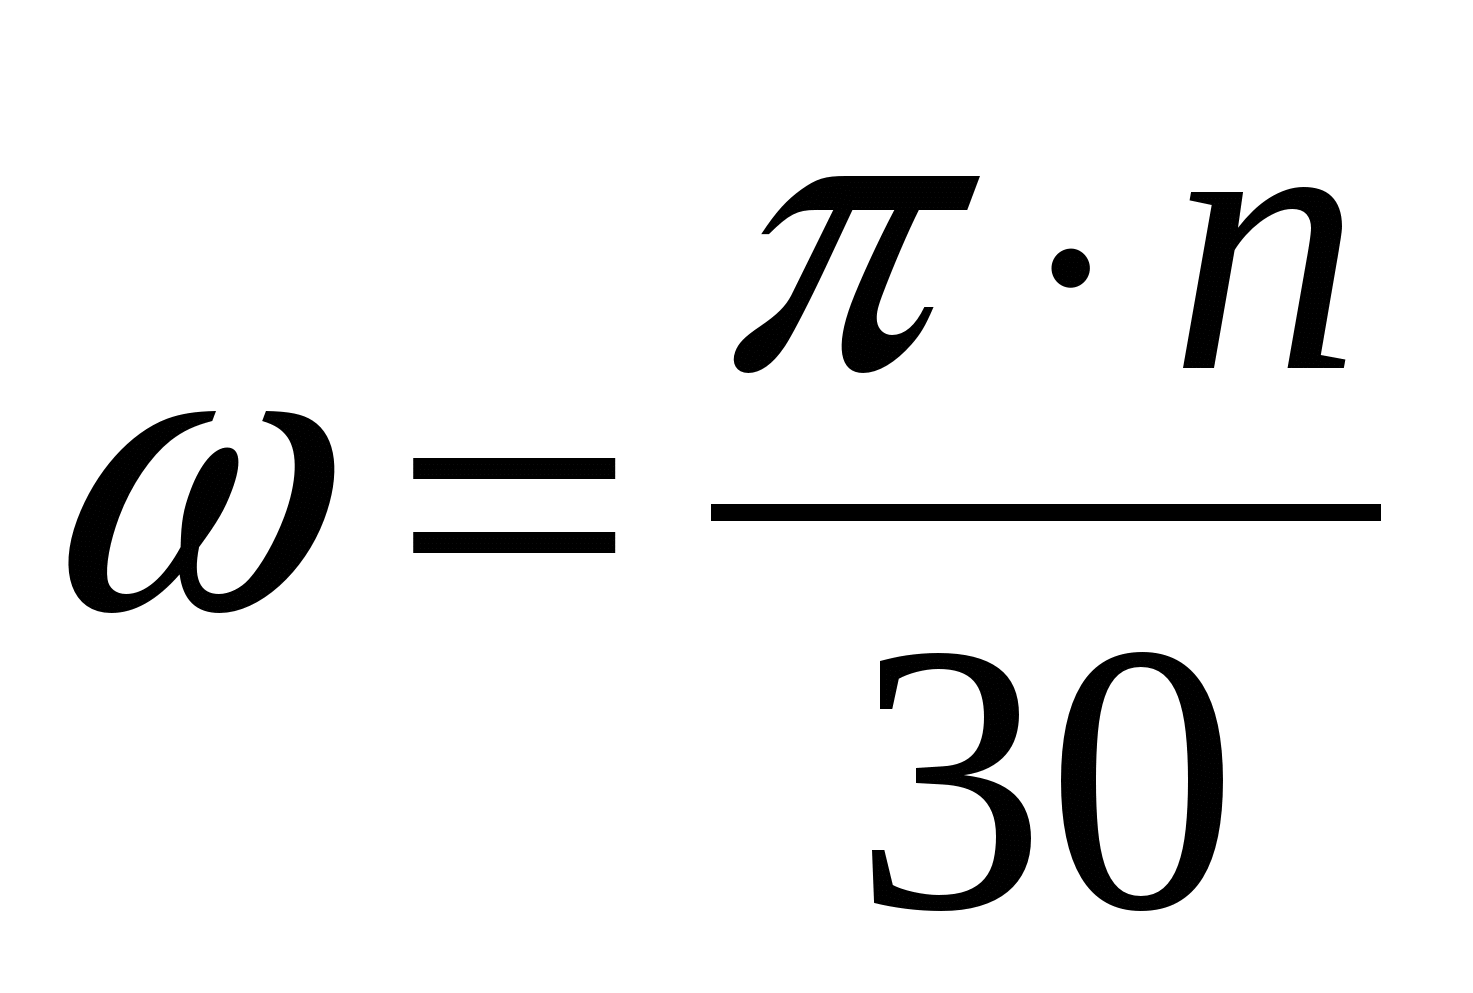 ω = π · n / 30